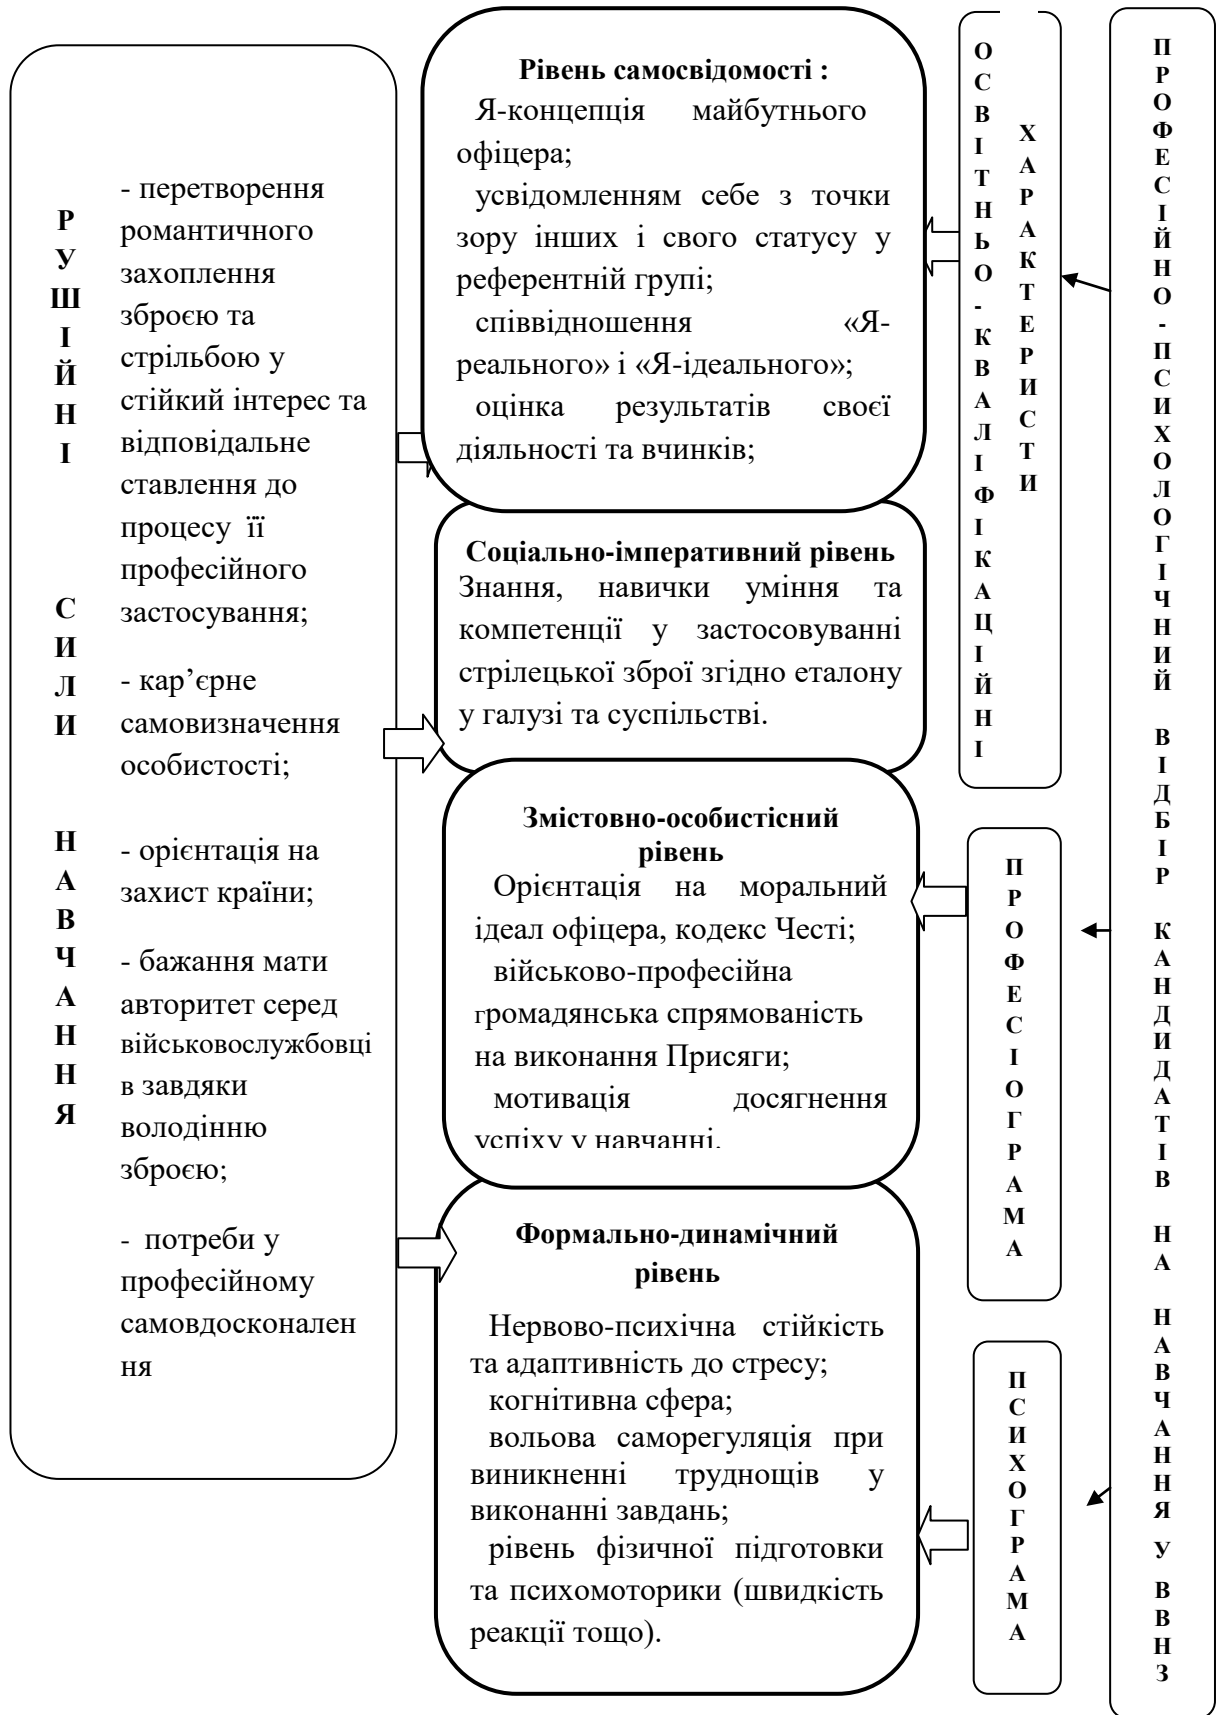 РУШІЙНІ СИЛИ НАВЧАННЯ
- перетворення
романтичного
захоплення
зброєю та
стрільбою у
стійкий інтерес та
відповідальне
ставлення до
процесу її
професійного
застосування;
- кар’єрне
самовизначення
особистості;
- орієнтація на
захист країни;
- бажання мати
авторитет серед
військовослужбовці
в завдяки
володінню
зброєю;
- потреби у
професійному
самовдосконален
ня
Рівень самосвідомості :
Я-концепція майбутнього
офіцера;
усвідомленням себе з точки
зору інших і свого статусу у
референтній групі;
співвідношення «Я-
реального» і «Я-ідеального»;
оцінка результатів своєї
діяльності та вчинків;
Соціально-імперативний рівень
Знання, навички уміння та
компетенції у застосовуванні
стрілецької зброї згідно еталону
у галузі та суспільстві.
Змістовно-особистісний
рівень
Орієнтація на моральний
ідеал офіцера, кодекс Честі;
військово-професійна
громадянська спрямованість
на виконання Присяги;
мотивація досягнення
успіху у навчанні.
Формально-динамічний
рівень
Нервово-психічна стійкість
та адаптивність до стресу;
когнітивна сфера;
вольова саморегуляція при
виникненні труднощів у
виконанні завдань;
рівень фізичної підготовки
та психомоторики (швидкість
реакції тощо).
ОСВІТНЬО-КВАЛІФІКАЦІЙНІ
ХАРАКТЕРИСТИ
ПРОФЕСІОГРАМА
ПСИХОГРАМА
ПРОФЕСІЙНО-ПСИХОЛОГІЧНИЙ ВІДБІР КАНДИДАТІВ НА НАВЧАННЯ У ВВНЗ